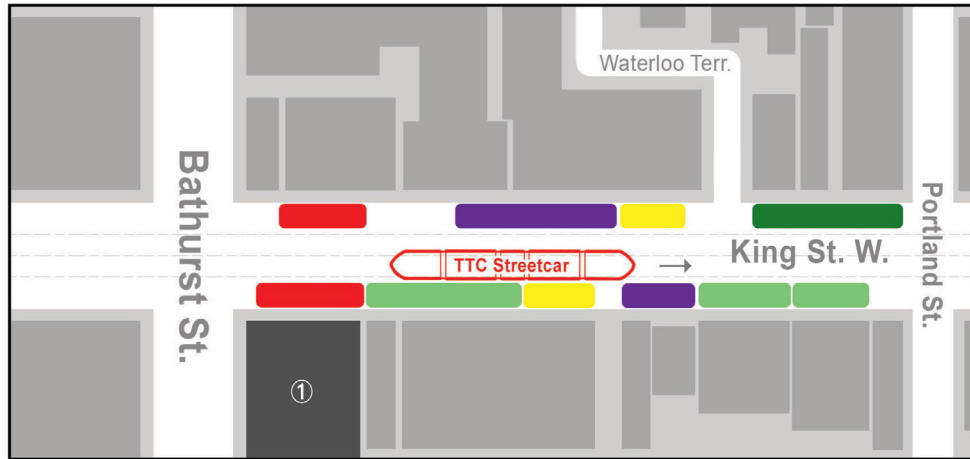 Waterloo Terr.
Bathurst St.
Portland St.
King St. W.
TTC Streetcar
①